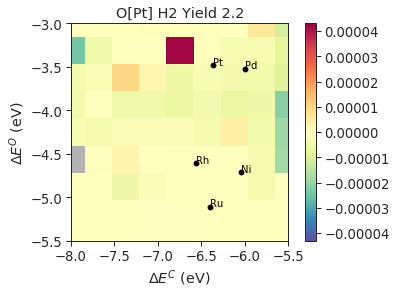 O[Pt] H2 Yield 2.2
−3.0
−3.5
−4.0
−4.5
−5.0
−5.5
ΔE^O (eV)
Pt
Pd
Rh
Ni
Ru
−8.0 −7.5 −7.0 −6.5 −6.0 −5.5
ΔE^C (eV)
0.00004
0.00003
0.00002
0.00001
0.00000
−0.00001
−0.00002
−0.00003
−0.00004